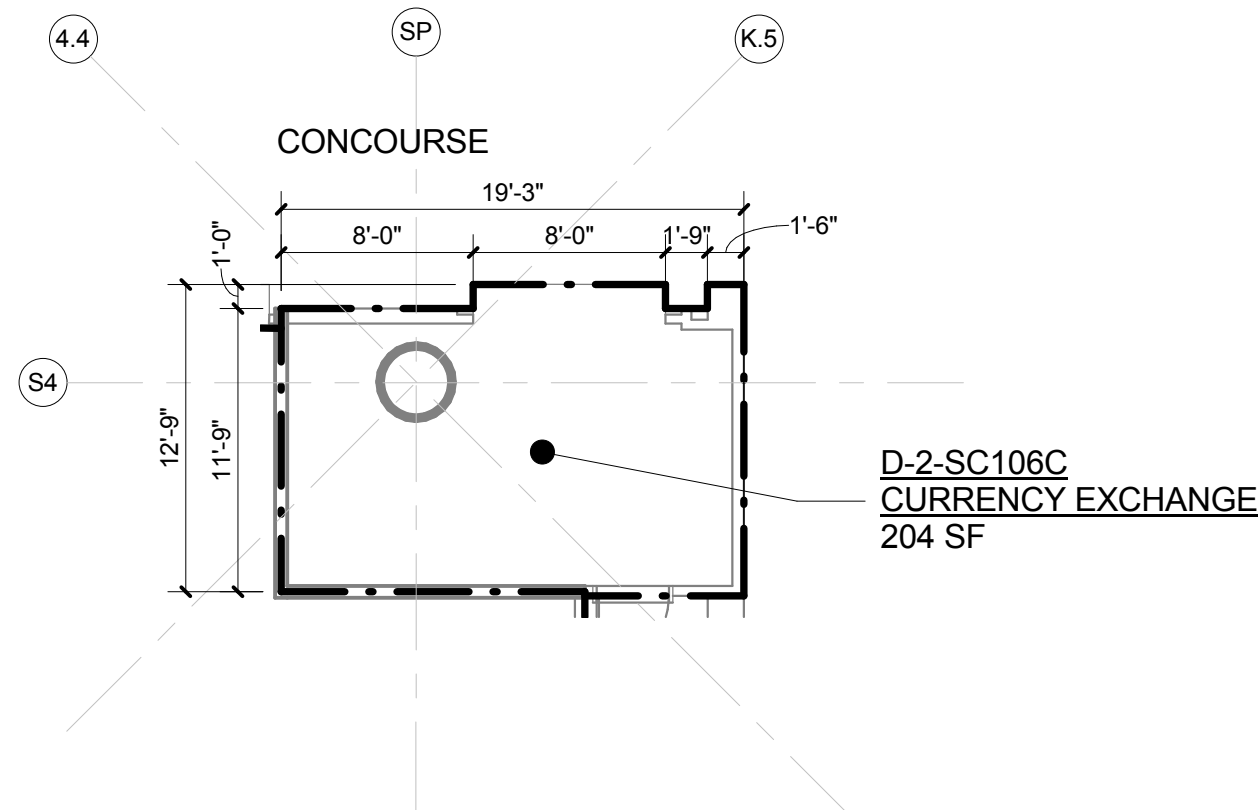 4.4
SP
K.5
CONCOURSE
19'-3"
8'-0"
8'-0"
1'-9"
1'-6"
1'-0"
S4
12'-9"
11'-9"
D-2-SC106C
CURRENCY EXCHANGE
204 SF